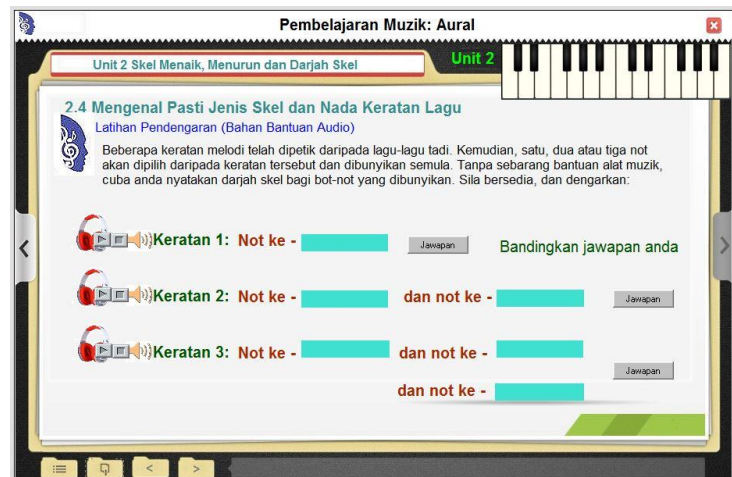 Pembelajaran Muzik: Aural
Unit 2 Skel Menaik, Menurun dan Darjah Skel
Unit 2
2.4 Mengenal Pasti Jenis Skel dan Nada Keratan Lagu
Latihan Pendengaran (Bahan Bantuan Audio)
Beberapa keratan melodi telah dipetik daripada lagu-lagu tadi. Kemudian, satu, dua atau tiga not
akan dipilih daripada keratan tersebut dan dibunyikan semula. Tanpa sebarang bantuan alat muzik,
cuba anda nyatakan darjah skel bagi bot-not yang dibunyikan. Sila bersedia, dan dengarkan:
Keratan 1: Not ke - Jawapan Bandingkan jawapan anda
Keratan 2: Not ke - dan not ke - Jawapan
Keratan 3: Not ke - dan not ke -
Jawapan
dan not ke -